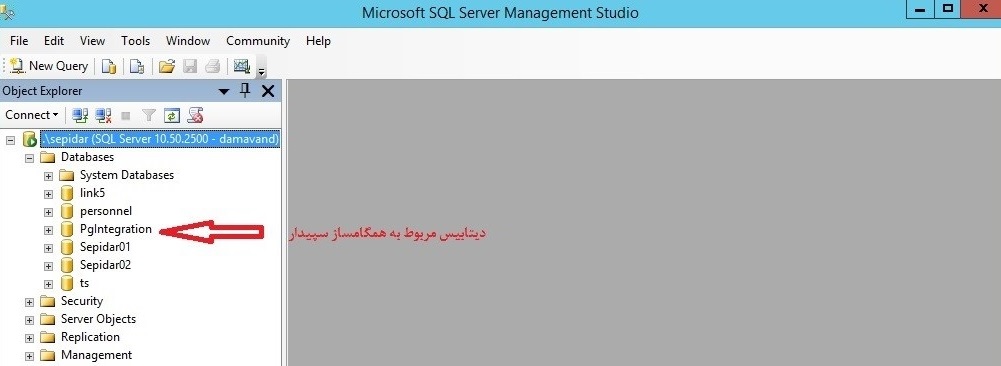 Microsoft SQL Server Management Studio
File Edit View Tools Window Community Help
New Query
Object Explorer
Connect
.\sepidar (SQL Server 10.50.2500 - damavand)
Databases
System Databases
link5
personnel
PgIntegration
دیتابیس مربوط به همگامساز سپیدار
Sepidar01
Sepidar02
ts
Security
Server Objects
Replication
Management